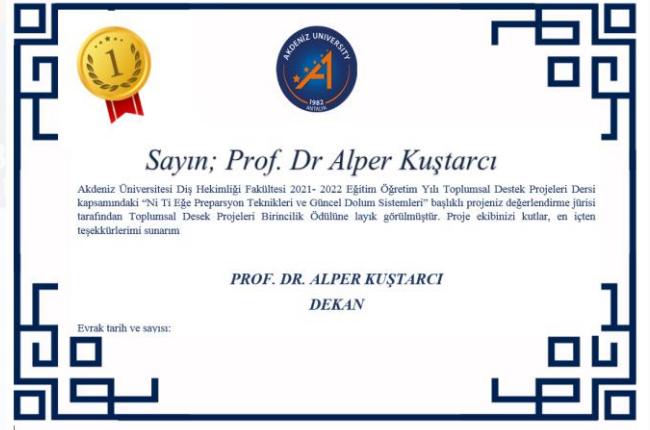 1
AKDENİZ UNIVERSITY
1982
ANTALYA
Sayın; Prof. Dr Alper Kuştarcı
Akdeniz Üniversitesi Diş Hekimliği Fakültesi 2021- 2022 Eğitim Öğretim Yılı Toplumsal Destek Projeleri Dersi
kapsamındaki “Ni Ti Eğe Preparsyon Teknikleri ve Güncel Dolum Sistemleri” başlıklı projeniz değerlendirme jürisi
tarafından Toplumsal Desek Projeleri Birincilik Ödülüne layık görülmüştür. Proje ekibinizi kutlar, en içten
teşekkürlerimi sunarım
PROF. DR. ALPER KUŞTARCI
DEKAN
Evrak tarih ve sayısı: